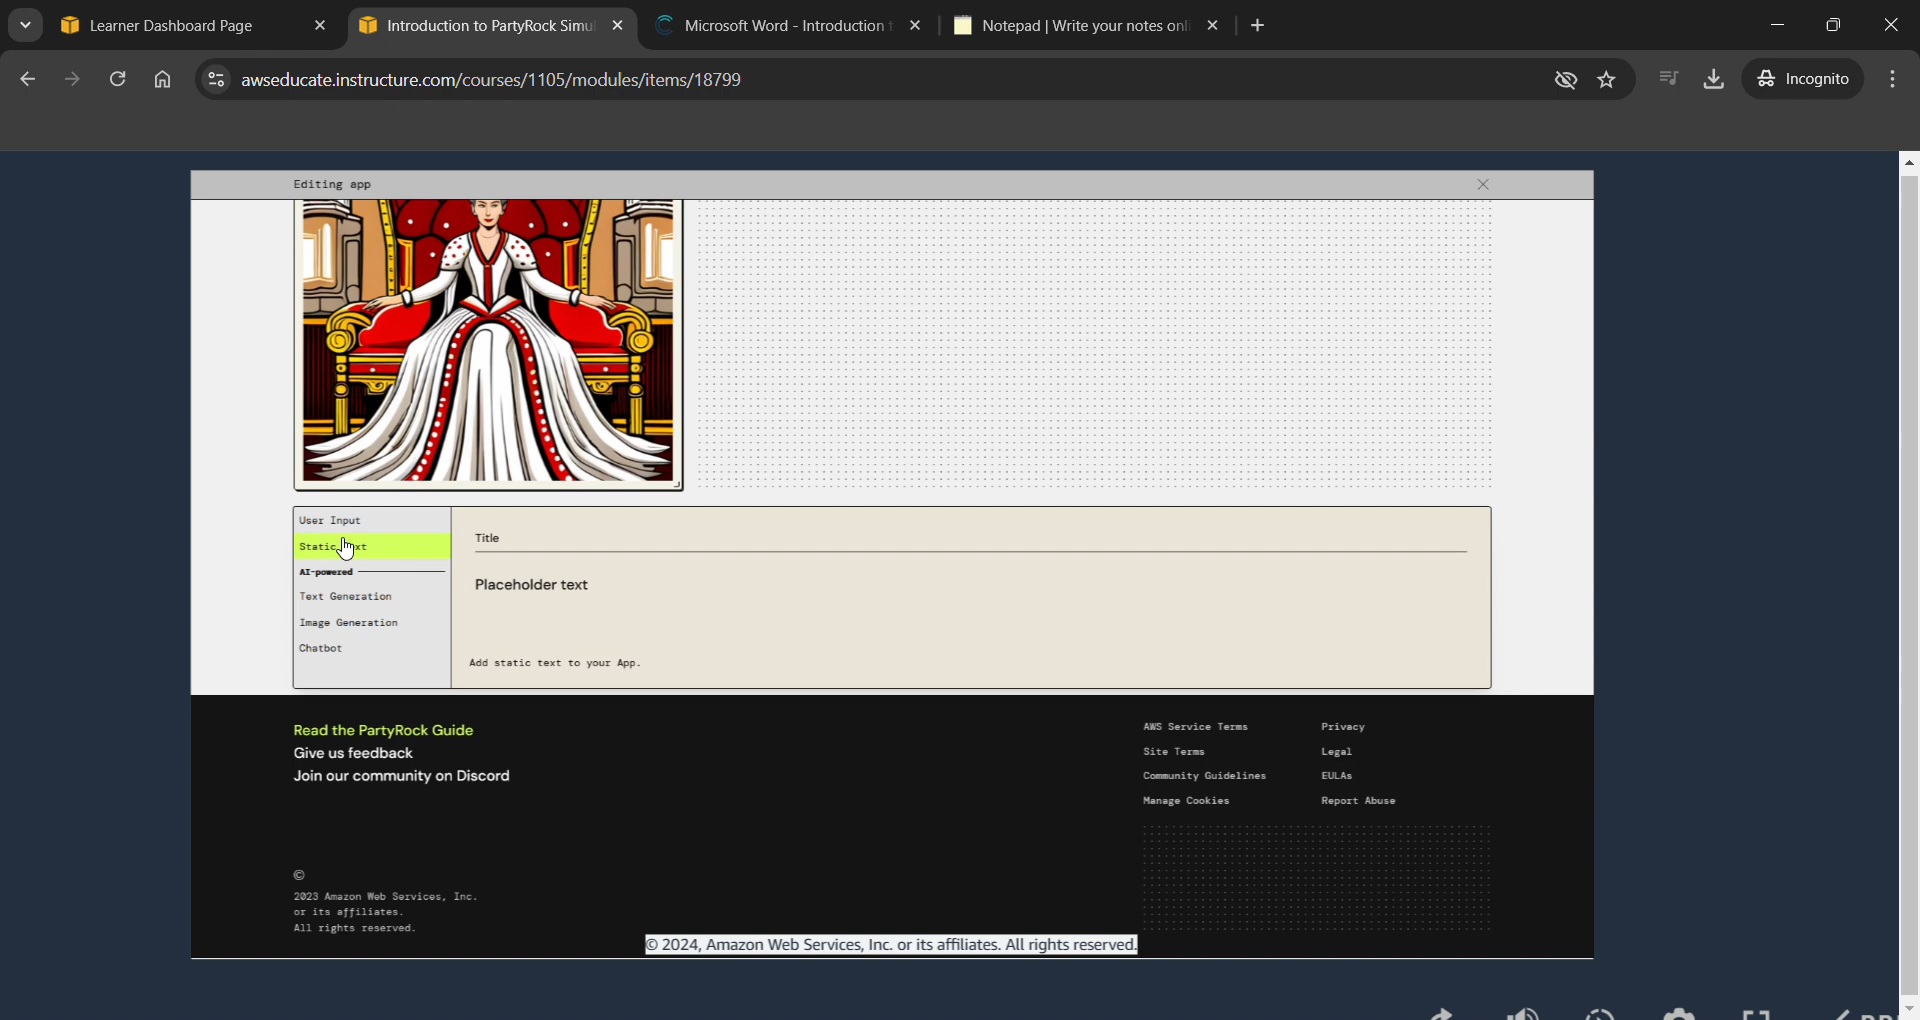 Learner Dashboard Page
Introduction to PartyRock Simul
Microsoft Word - Introduction t
Notepad | Write your notes onli
awseducate.instructure.com/courses/1105/modules/items/18799
Incognito
Editing app
User Input
Static
xt
AI-powered
Text Generation
Image Generation
Chatbot
Title
Placeholder text
Add static text to your App.
Read the PartyRock Guide
Give us feedback
Join our community on Discord
AWS Service Terms
Privacy
Site Terms
Legal
Community Guidelines
EULAs
Manage Cookies
Report Abuse
©
2023 Amazon Web Services, Inc.
or its affiliates.
All rights reserved.
© 2024, Amazon Web Services, Inc. or its affiliates. All rights reserved.